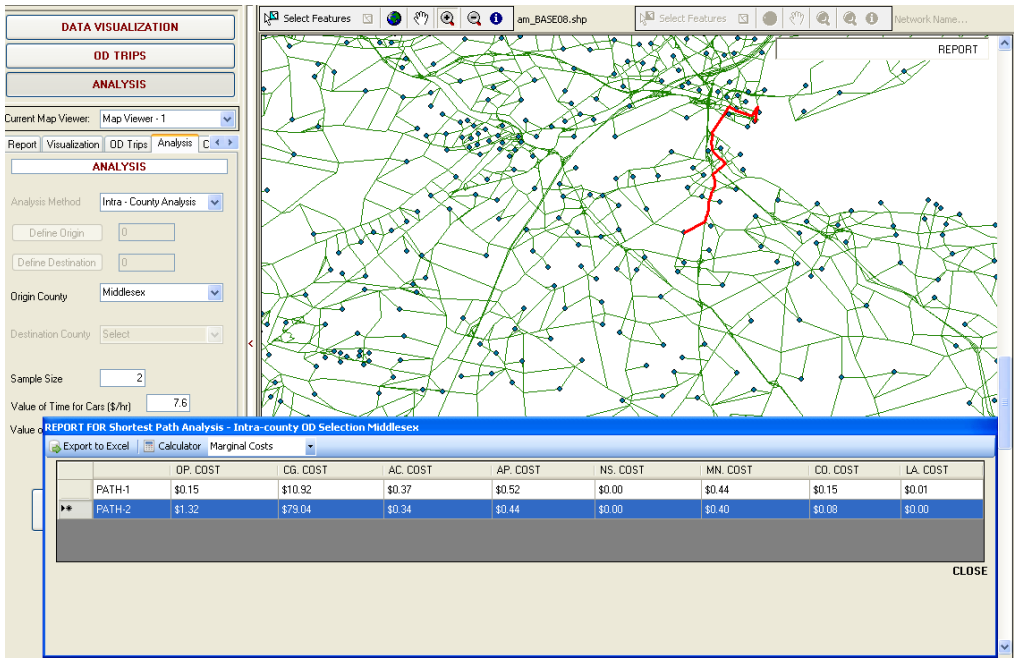 DATA VISUALIZATION
OD TRIPS
ANALYSIS
Current Map Viewer: Map Viewer - 1
Report Visualization OD Trips Analysis C
ANALYSIS
Analysis Method Intra - County Analysis
Define Origin 0
Define Destination 0
Origin County Middlesex
Destination County Select
Sample Size 2
Value of Time for Cars ($/hr) 7.6
Value o
Select Features am_BASE08.shp Select Features Network Name...
REPORT
REPORT FOR Shortest Path Analysis - Intra-county OD Selection Middlesex
Export to Excel Calculator Marginal Costs
OP. COST CG. COST AC. COST AP. COST NS. COST MN. COST CO. COST LA. COST
PATH-1 $0.15 $10.92 $0.37 $0.52 $0.00 $0.44 $0.15 $0.01
PATH-2 $1.32 $79.04 $0.34 $0.44 $0.00 $0.40 $0.08 $0.00
CLOSE